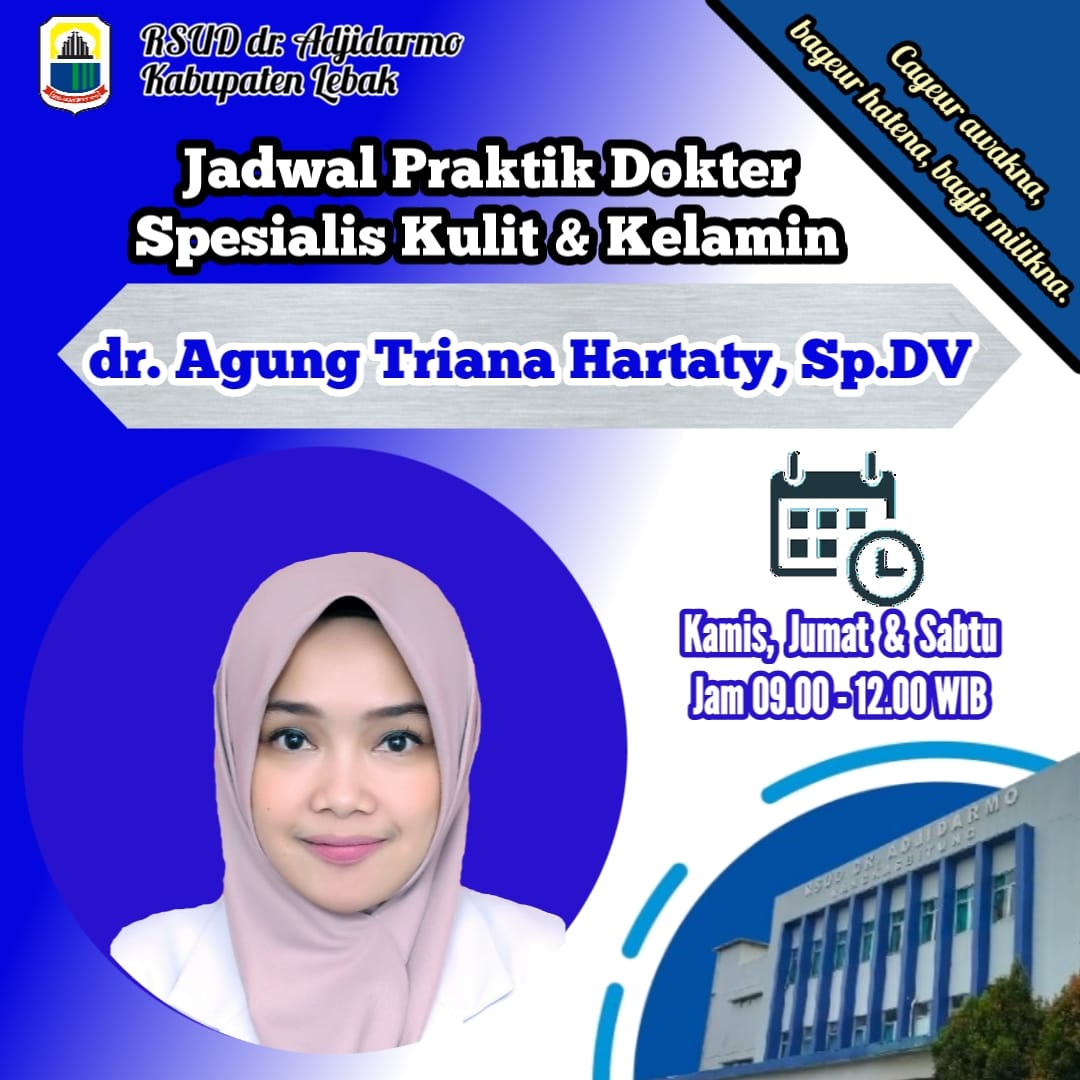 RSUD dr. Adjidarmo
Kabupaten Lebak
Cageur awakna,
bageur hatena, bagja milikna.
Jadwal Praktik Dokter
Spesialis Kulit & Kelamin
dr. Agung Triana Hartaty, Sp.DV
Kamis, Jumat & Sabtu
Jam 09.00 - 12.00 WIB
RSUD DR. ADJIDARMO
RANGKASBITUNG